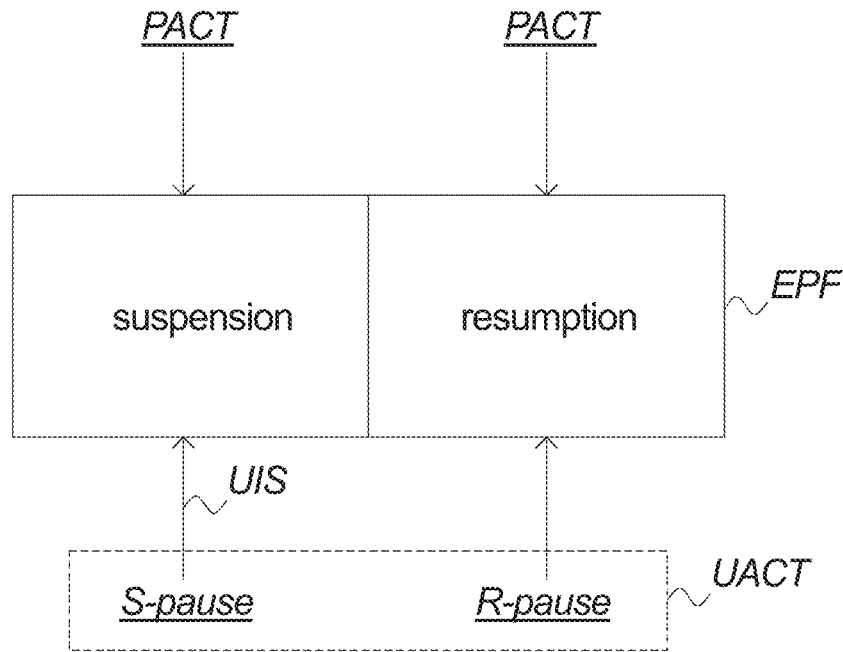 PACT PACT
suspension resumption
EPF
UIS
UACT
S-pause R-pause